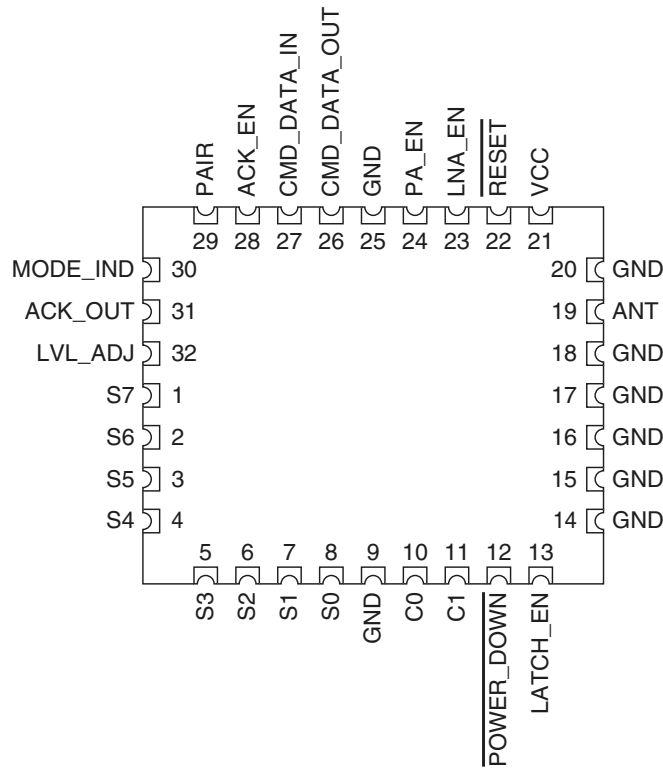 PAIR
ACK_EN
CMD_DATA_IN
CMD_DATA_OUT
GND
PA_EN
LNA_EN
RESET
VCC
29 28 27 26 25 24 23 22 21
MODE_IND 30
20 GND
ACK_OUT 31
19 ANT
LVL_ADJ 32
18 GND
S7 1
17 GND
S6 2
16 GND
S5 3
15 GND
S4 4
14 GND
5 6 7 8 9 10 11 12 13
S3
S2
S1
S0
GND
C0
C1
POWER_DOWN
LATCH_EN